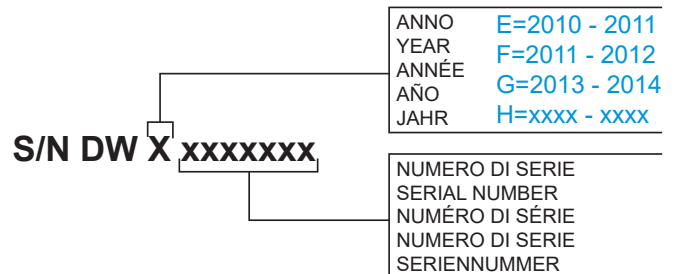 ANNO
YEAR
ANNÉE
AÑO
JAHR
E=2010 - 2011
F=2011 - 2012
G=2013 - 2014
H=xxxx - xxxx
S/N DW X xxxxxxx
NUMERO DI SERIE
SERIAL NUMBER
NUMÉRO DI SÉRIE
NUMERO DI SERIE
SERIENNUMMER